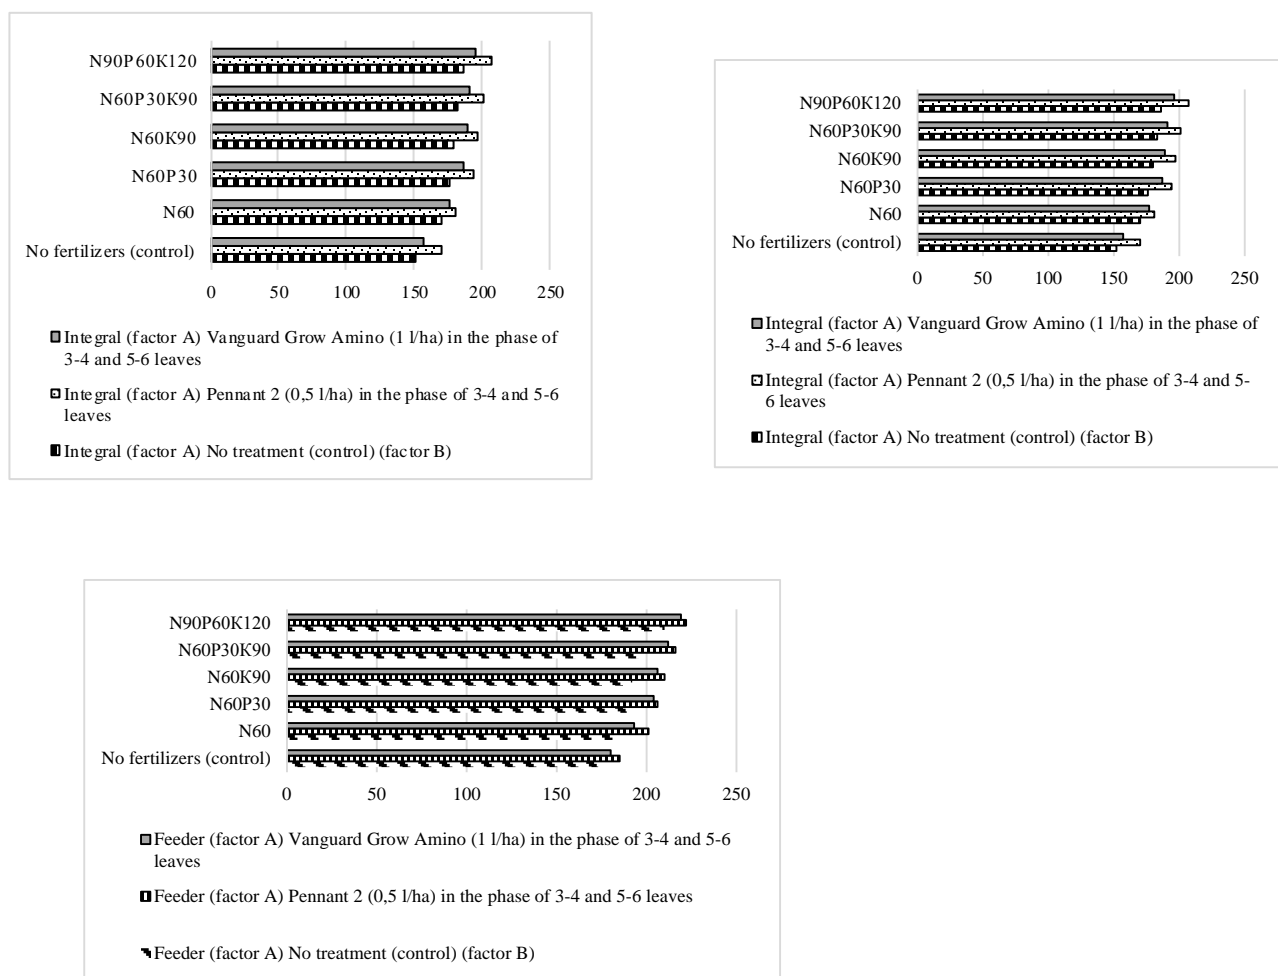 N90P60K120
N60P30K90
N60K90
N60P30
N60
No fertilizers (control)
0 50 100 150 200 250
Integral (factor A) Vanguard Grow Amino (1 l/ha) in the phase of
3-4 and 5-6 leaves
Integral (factor A) Pennant 2 (0,5 l/ha) in the phase of 3-4 and 5-6
leaves
Integral (factor A) No treatment (control) (factor B)
N90P60K120
N60P30K90
N60K90
N60P30
N60
No fertilizers (control)
0 50 100 150 200 250
Integral (factor A) Vanguard Grow Amino (1 l/ha) in the phase of
3-4 and 5-6 leaves
Integral (factor A) Pennant 2 (0,5 l/ha) in the phase of 3-4 and 5-
6 leaves
Integral (factor A) No treatment (control) (factor B)
N90P60K120
N60P30K90
N60K90
N60P30
N60
No fertilizers (control)
0 50 100 150 200 250
Feeder (factor A) Vanguard Grow Amino (1 l/ha) in the phase of 3-4 and 5-6
leaves
Feeder (factor A) Pennant 2 (0,5 l/ha) in the phase of 3-4 and 5-6 leaves
Feeder (factor A) No treatment (control) (factor B)